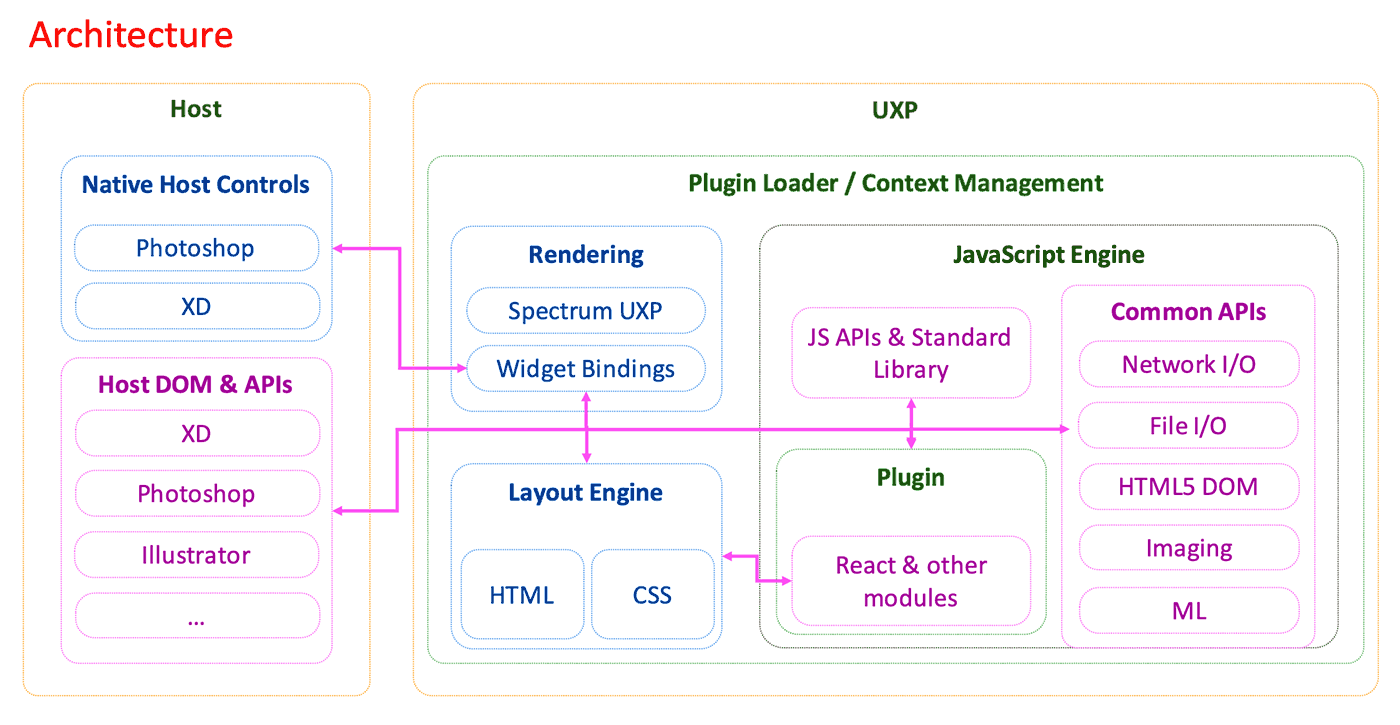 Architecture
Host
Native Host Controls
Photoshop
XD
Host DOM & APIs
XD
Photoshop
Illustrator
...
UXP
Plugin Loader / Context Management
Rendering
Spectrum UXP
Widget Bindings
Layout Engine
HTML
CSS
JavaScript Engine
JS APIs & Standard
Library
Plugin
React & other
modules
Common APIs
Network I/O
File I/O
HTML5 DOM
Imaging
ML